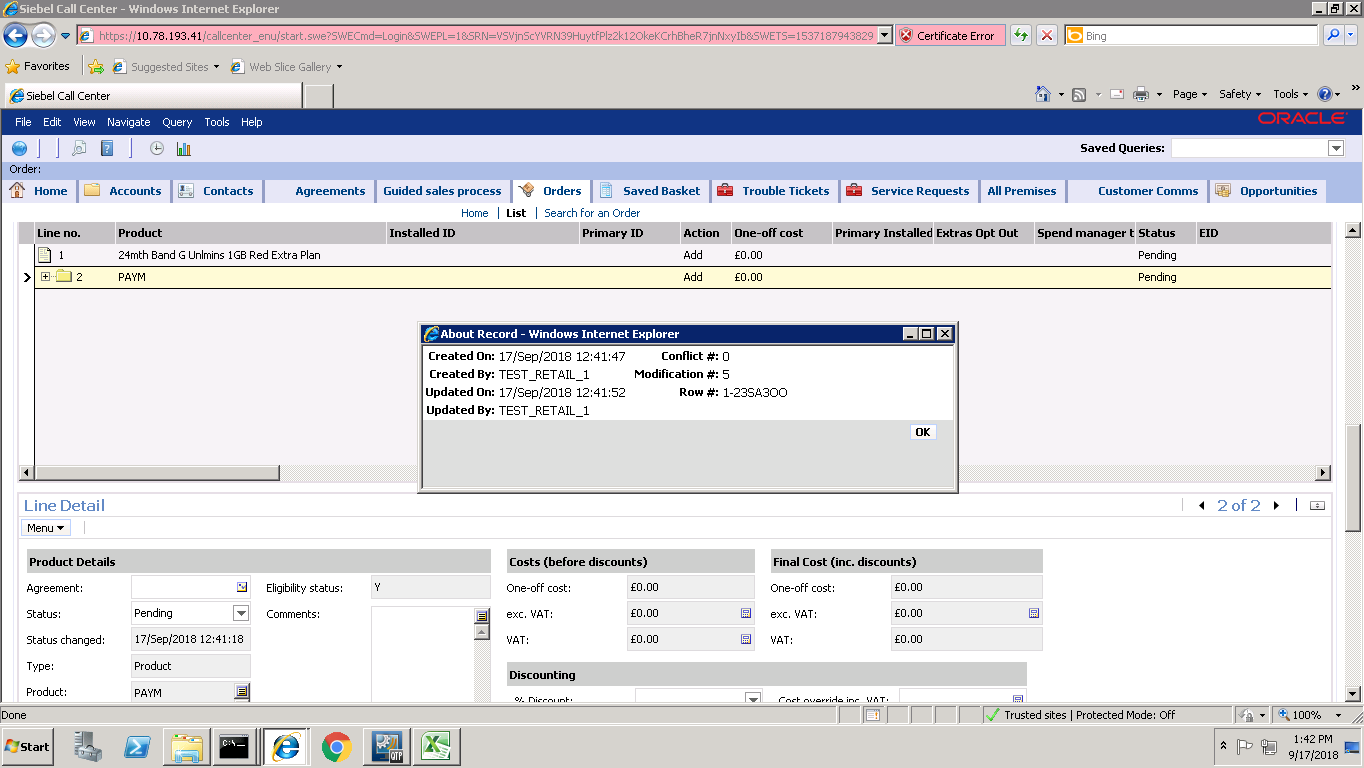 Siebel Call Center - Windows Internet Explorer
https://10.78.193.41/callcenter_enu/start.swe?SWECmd=Login&SWEPL=1&SRN=VSVjnScYVRN39HuytfPlz2k12OkeKCrhBheR7jnNxyIb&SWETS=1537187943829 Certificate Error Bing
Favorites Suggested Sites Web Slice Gallery
Siebel Call Center Page Safety Tools »
File Edit View Navigate Query Tools Help ORACLE
Saved Queries:
Order:
Home Accounts Contacts Agreements Guided sales process Orders Saved Basket Trouble Tickets Service Requests All Premises Customer Comms Opportunities
Home List Search for an Order
Line no. Product Installed ID Primary ID Action One-off cost Primary Installed Extras Opt Out Spend manager t Status EID
1 24mth Band G Unlmins 1GB Red Extra Plan Add £0.00 Pending
2 PAYM Add £0.00 Pending
About Record - Windows Internet Explorer
Created On: 17/Sep/2018 12:41:47 Conflict #: 0
Created By: TEST_RETAIL_1 Modification #: 5
Updated On: 17/Sep/2018 12:41:52 Row #: 1-23SA3OO
Updated By: TEST_RETAIL_1
OK
Line Detail 2 of 2
Menu
Product Details Costs (before discounts) Final Cost (inc. discounts)
Agreement: Eligibility status: Y One-off cost: £0.00 One-off cost: £0.00
Status: Pending Comments: exc. VAT: £0.00 exc. VAT: £0.00
Status changed: 17/Sep/2018 12:41:18 VAT: £0.00 VAT: £0.00
Type: Product
Discounting
Product: PAYM
% Discount: Cost override inc. VAT:
Done Trusted sites | Protected Mode: Off 100%
Start C:\ QTP 1:42 PM
9/17/2018